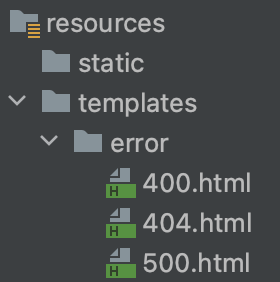 resources
static
templates
error
H 400.html
H 404.html
H 500.html